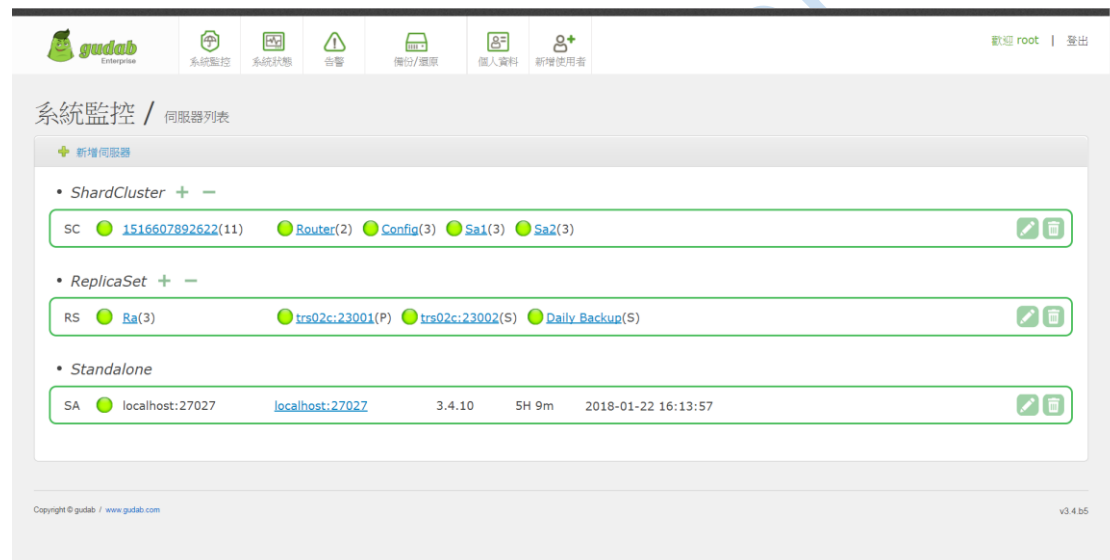 gudab
Enterprise
系統監控 系統狀態 告警 備份/還原 個人資料 新增使用者
歡迎 root | 登出
系統監控 / 伺服器列表
新增伺服器
• ShardCluster + −
SC 1516607892622(11) Router(2) Config(3) Sa1(3) Sa2(3)
• ReplicaSet + −
RS Ra(3) trs02c:23001(P) trs02c:23002(S) Daily Backup(S)
• Standalone
SA localhost:27027 localhost:27027 3.4.10 5H 9m 2018-01-22 16:13:57
Copyright © gudab / www.gudab.com
v3.4.b5